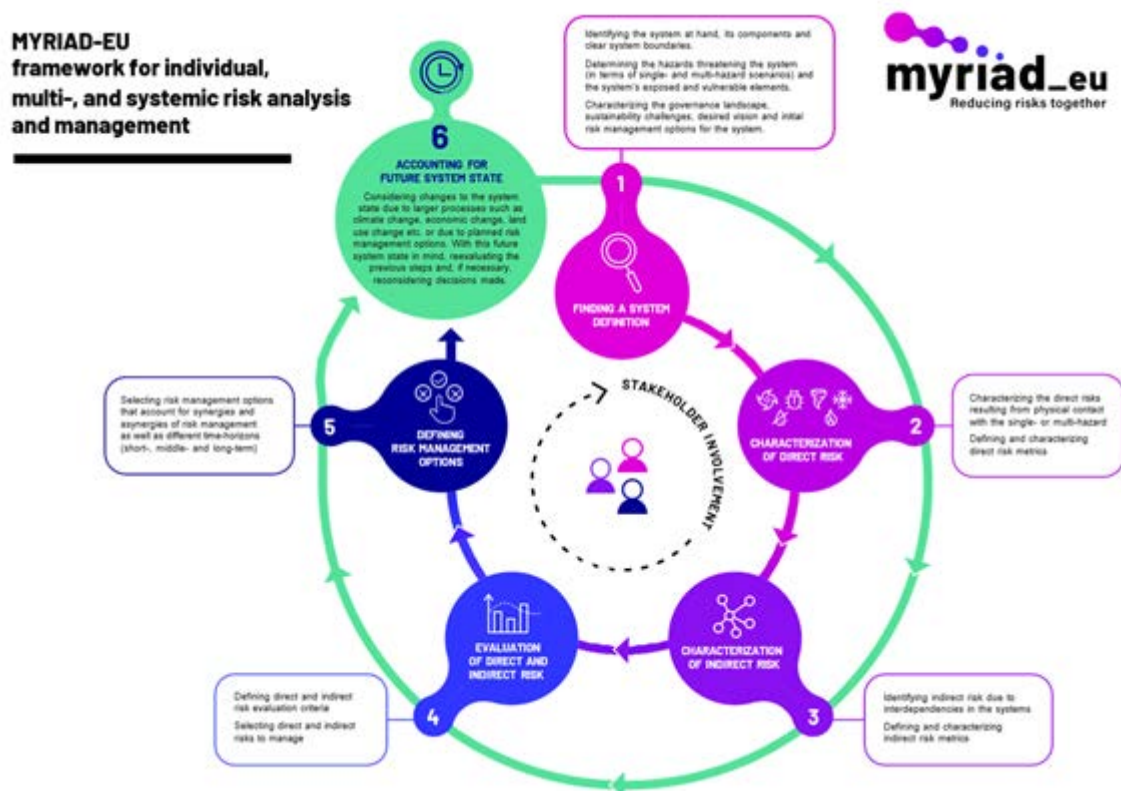 MYRIAD-EU
framework for individual,
multi-, and systemic risk analysis
and management
myriad_eu
Reducing risks together
6
ACCOUNTING FOR
FUTURE SYSTEM STATE
Considering changes to the system
state due to larger processes such as
climate change, economic change, land
use change etc. or due to planned risk
management options. With this future
system state in mind, reevaluating the
previous steps and, if necessary,
reconsidering decisions made.
Identifying the system at hand, its components and
clear system boundaries.
Determining the hazards threatening the system
(in terms of single- and multi-hazard scenarios) and
the system's exposed and vulnerable elements.
Characterizing the governance landscape,
sustainability challenges, desired vision and initial
risk management options for the system.
1
FINDING A SYSTEM
DEFINITION
2
CHARACTERIZATION
OF DIRECT RISK
Characterizing the direct risks
resulting from physical contact
with the single- or multi-hazard
Defining and characterizing
direct risk metrics
3
CHARACTERIZATION
OF INDIRECT RISK
Identifying indirect risk due to
interdependencies in the systems
Defining and characterizing
indirect risk metrics
4
EVALUATION
OF DIRECT AND
INDIRECT RISK
Defining direct and indirect
risk evaluation criteria
Selecting direct and indirect
risks to manage
5
DEFINING
RISK MANAGEMENT
OPTIONS
Selecting risk management options
that account for synergies and
asynergies of risk management
as well as different time-horizons
(short-, middle- and long-term)
STAKEHOLDER INVOLVEMENT